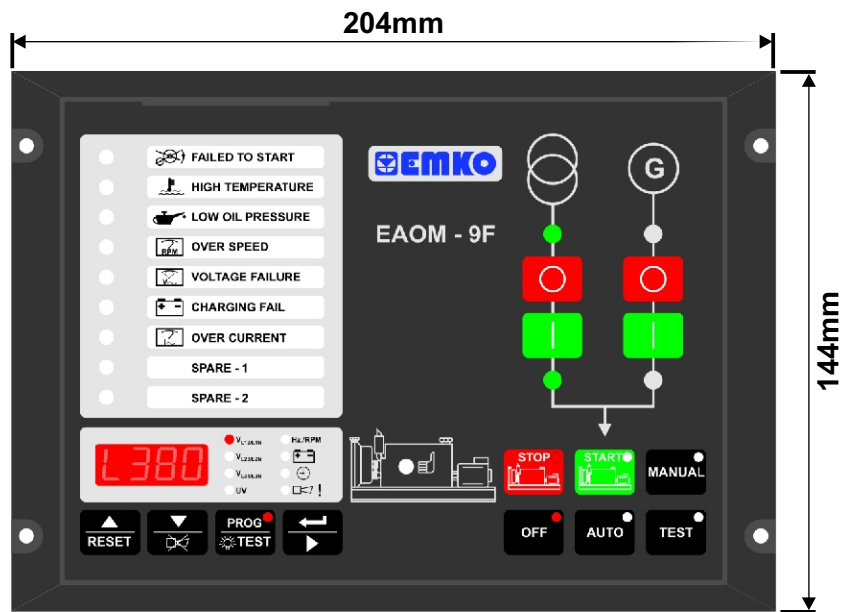 204mm
144mm
FAILED TO START
HIGH TEMPERATURE
LOW OIL PRESSURE
RPM
OVER SPEED
VOLTAGE FAILURE
CHARGING FAIL
OVER CURRENT
SPARE - 1
SPARE - 2
EMKO
EAOM - 9F
G
L380
Hz/RPM
UV
!
RESET
PROG
TEST
STOP
START
MANUAL
OFF
AUTO
TEST